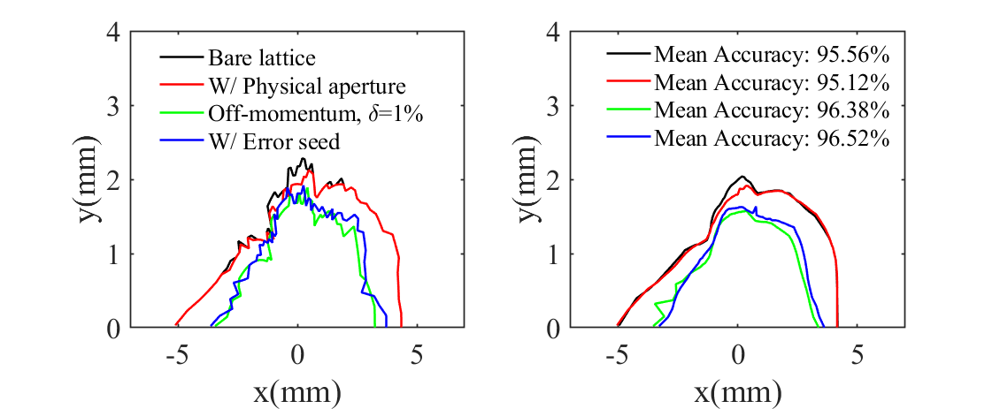 4
3
2
1
0
y(mm)
-5
0
5
x(mm)
Bare lattice
W/ Physical aperture
Off-momentum, δ=1%
W/ Error seed
4
3
2
1
0
y(mm)
-5
0
5
x(mm)
Mean Accuracy: 95.56%
Mean Accuracy: 95.12%
Mean Accuracy: 96.38%
Mean Accuracy: 96.52%